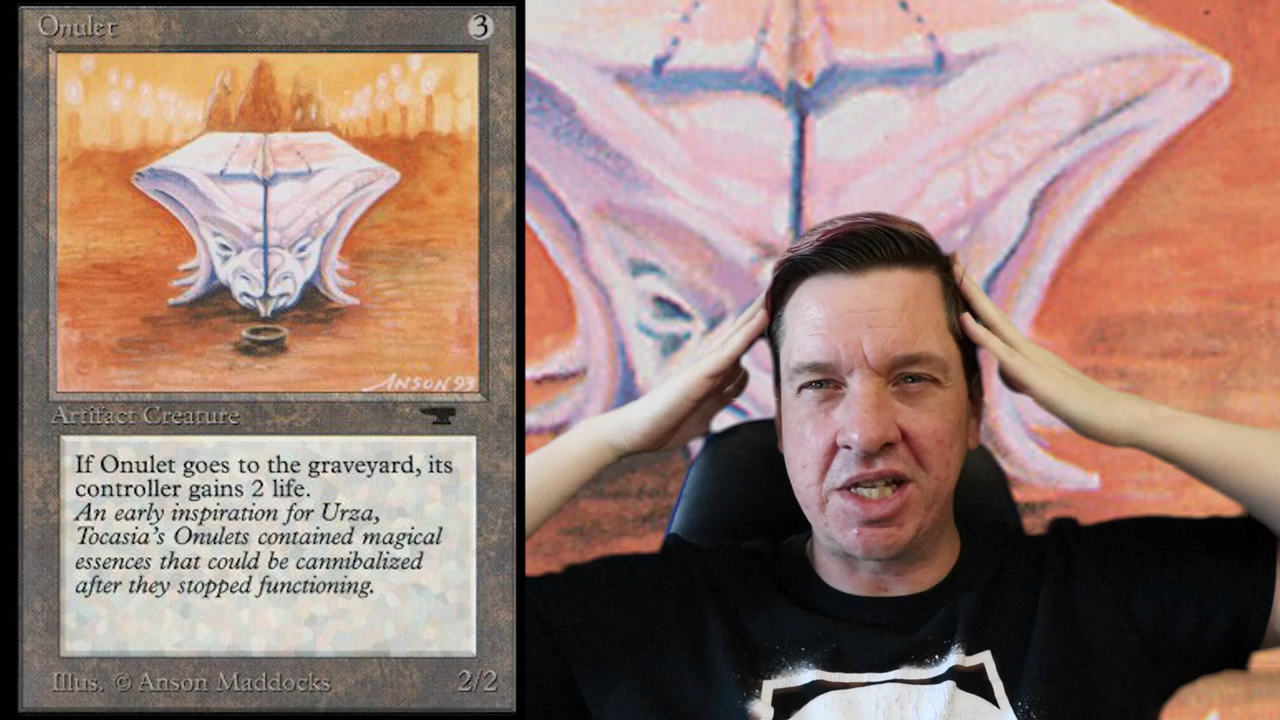 Onulet
3
ANSON 93
Artifact Creature
If Onulet goes to the graveyard, its
controller gains 2 life.
An early inspiration for Urza,
Tocasia's Onulets contained magical
essences that could be cannibalized
after they stopped functioning.
Illus. © Anson Maddocks
2/2